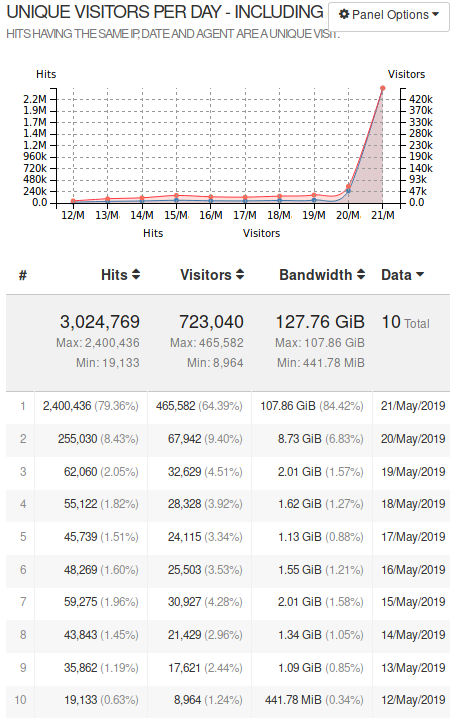 UNIQUE VISITORS PER DAY - INCLUDING
Panel Options
HITS HAVING THE SAME IP, DATE AND AGENT ARE A UNIQUE VISIT.
Hits Visitors
2.2M 420k
1.9M 370k
1.7M 330k
1.4M 280k
1.2M 230k
960k 190k
720k 140k
480k 93k
240k 47k
0.0 0.0
12/M 13/M 14/M 15/M 16/M 17/M 18/M 19/M 20/M 21/M
Hits Visitors
# Hits Visitors Bandwidth Data
3,024,769 723,040 127.76 GiB 10 Total
Max: 2,400,436 Max: 465,582 Max: 107.86 GiB
Min: 19,133 Min: 8,964 Min: 441.78 MiB
1 2,400,436 (79.36%) 465,582 (64.39%) 107.86 GiB (84.42%) 21/May/2019
2 255,030 (8.43%) 67,942 (9.40%) 8.73 GiB (6.83%) 20/May/2019
3 62,060 (2.05%) 32,629 (4.51%) 2.01 GiB (1.57%) 19/May/2019
4 55,122 (1.82%) 28,328 (3.92%) 1.62 GiB (1.27%) 18/May/2019
5 45,739 (1.51%) 24,115 (3.34%) 1.13 GiB (0.88%) 17/May/2019
6 48,269 (1.60%) 25,503 (3.53%) 1.55 GiB (1.21%) 16/May/2019
7 59,275 (1.96%) 30,927 (4.28%) 2.01 GiB (1.58%) 15/May/2019
8 43,843 (1.45%) 21,429 (2.96%) 1.34 GiB (1.05%) 14/May/2019
9 35,862 (1.19%) 17,621 (2.44%) 1.09 GiB (0.85%) 13/May/2019
10 19,133 (0.63%) 8,964 (1.24%) 441.78 MiB (0.34%) 12/May/2019